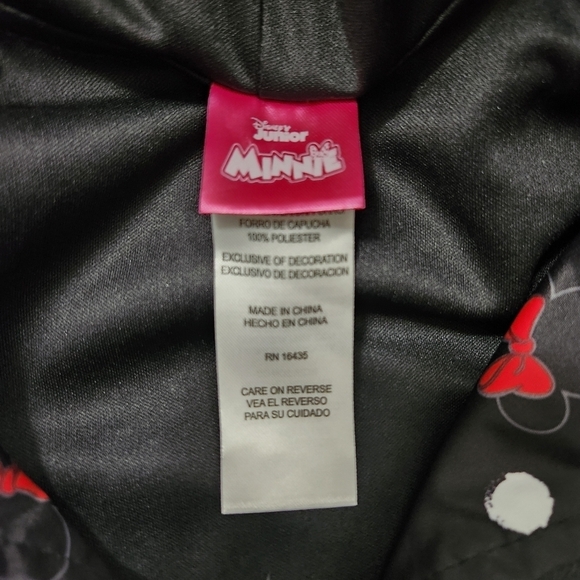 Disney
Junior
MINNIE
FORRO DE CAPUCHA
100% POLIESTER
EXCLUSIVE OF DECORATION
EXCLUSIVO DE DECORACION
MADE IN CHINA
HECHO EN CHINA
RN 16435
CARE ON REVERSE
VEA EL REVERSO
PARA SU CUIDADO